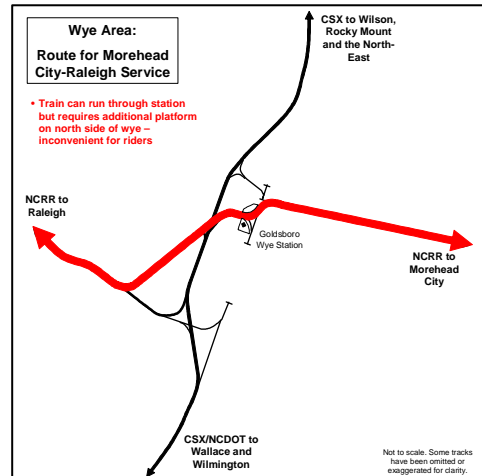 Wye Area:
Route for Morehead
City-Raleigh Service
CSX to Wilson,
Rocky Mount
and the North-
East
• Train can run through station
but requires additional platform
on north side of wye –
inconvenient for riders
NCRR to
Raleigh
Goldsboro
Wye Station
NCRR to
Morehead
City
CSX/NCDOT to
Wallace and
Wilmington
Not to scale. Some tracks
have been omitted or
exaggerated for clarity.